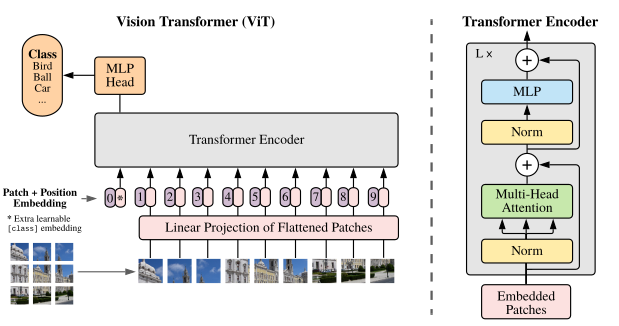 Vision Transformer (ViT)
Class
Bird
Ball
Car
...
MLP
Head
Transformer Encoder
Patch + Position
Embedding
0 * 1 2 3 4 5 6 7 8 9
* Extra learnable
[class] embedding
Linear Projection of Flattened Patches
Transformer Encoder
L x
+
MLP
Norm
+
Multi-Head
Attention
Norm
Embedded
Patches